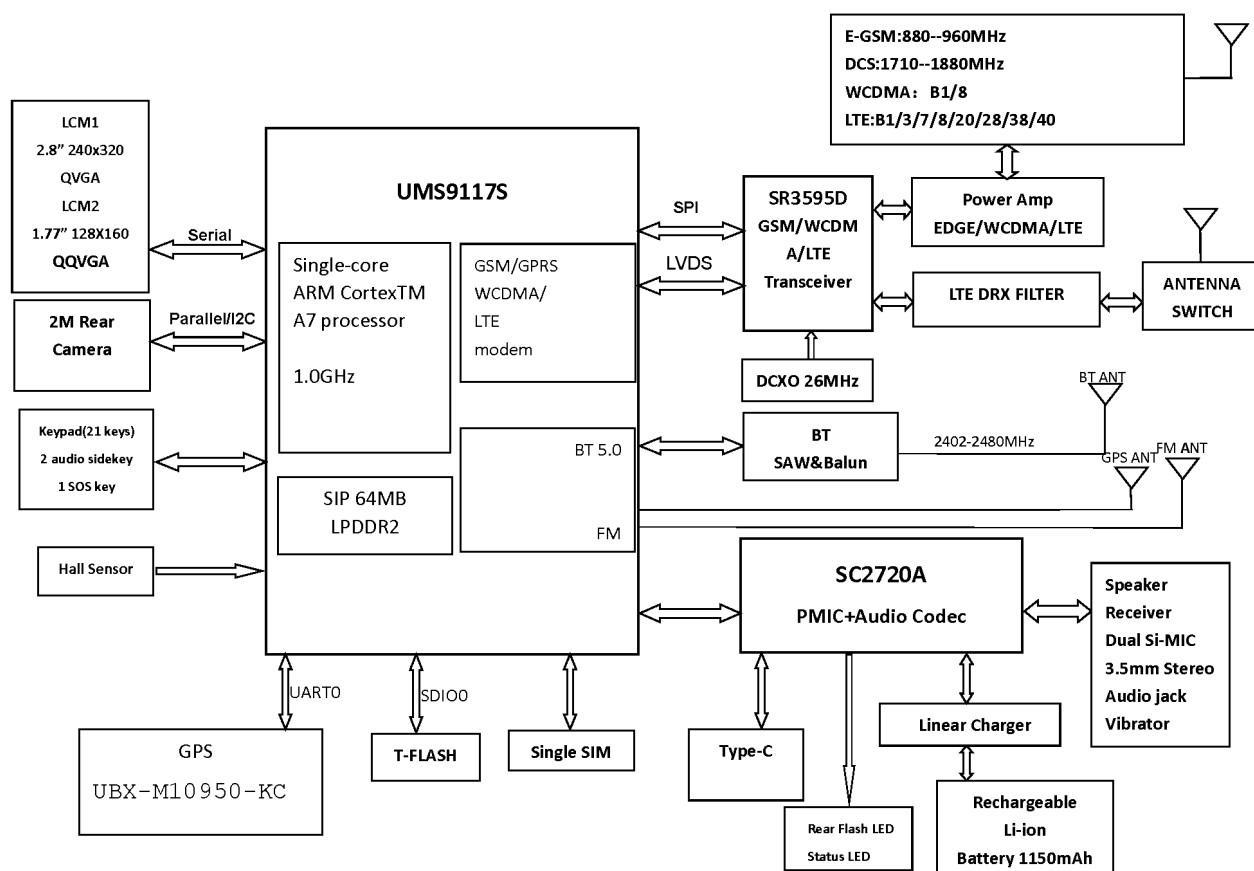 E-GSM:880--960MHz
DCS:1710--1880MHz
WCDMA： B1/8
LTE:B1/3/7/8/20/28/38/40
LCM1
2.8” 240x320
QVGA
LCM2
1.77” 128X160
QQVGA
Serial
2M Rear
Camera
Parallel/I2C
Keypad(21 keys)
2 audio sidekey
1 SOS key
Hall Sensor
UMS9117S
Single-core
ARM CortexTM
A7 processor
1.0GHz
GSM/GPRS
WCDMA/
LTE
modem
SIP 64MB
LPDDR2
BT 5.0
FM
SPI
LVDS
SR3595D
GSM/WCDM
A/LTE
Transceiver
Power Amp
EDGE/WCDMA/LTE
LTE DRX FILTER
ANTENNA
SWITCH
DCXO 26MHz
BT
SAW&Balun
2402-2480MHz
BT ANT
GPS ANT
FM ANT
SC2720A
PMIC+Audio Codec
Speaker
Receiver
Dual Si-MIC
3.5mm Stereo
Audio jack
Vibrator
UART0
SDIO0
GPS
UBX-M10950-KC
T-FLASH
Single SIM
Type-C
Linear Charger
Rear Flash LED
Status LED
Rechargeable
Li-ion
Battery 1150mAh